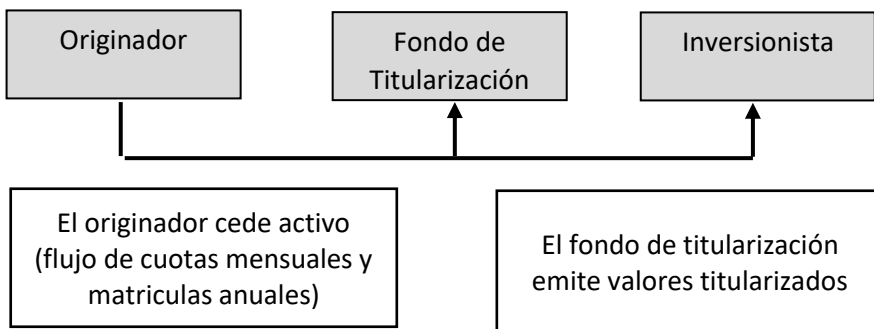 Originador
Fondo de
Titularización
Inversionista
El originador cede activo
(flujo de cuotas mensuales y
matriculas anuales)
El fondo de titularización
emite valores titularizados